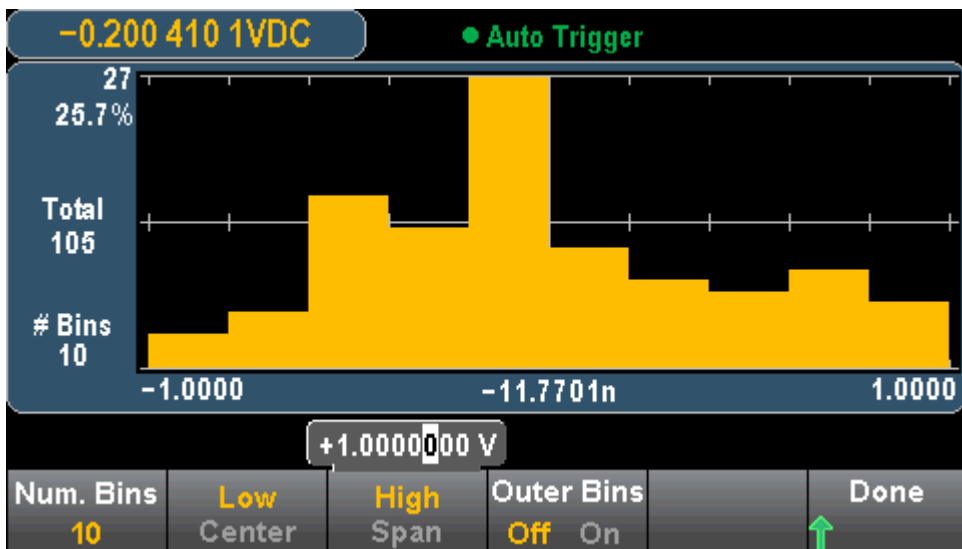 −0.200 410 1VDC
● Auto Trigger
27
25.7%
Total
105
# Bins
10
−1.0000
−11.7701n
1.0000
+1.0000000 V
Num. Bins
10
Low
Center
High
Span
Outer Bins
Off On
Done